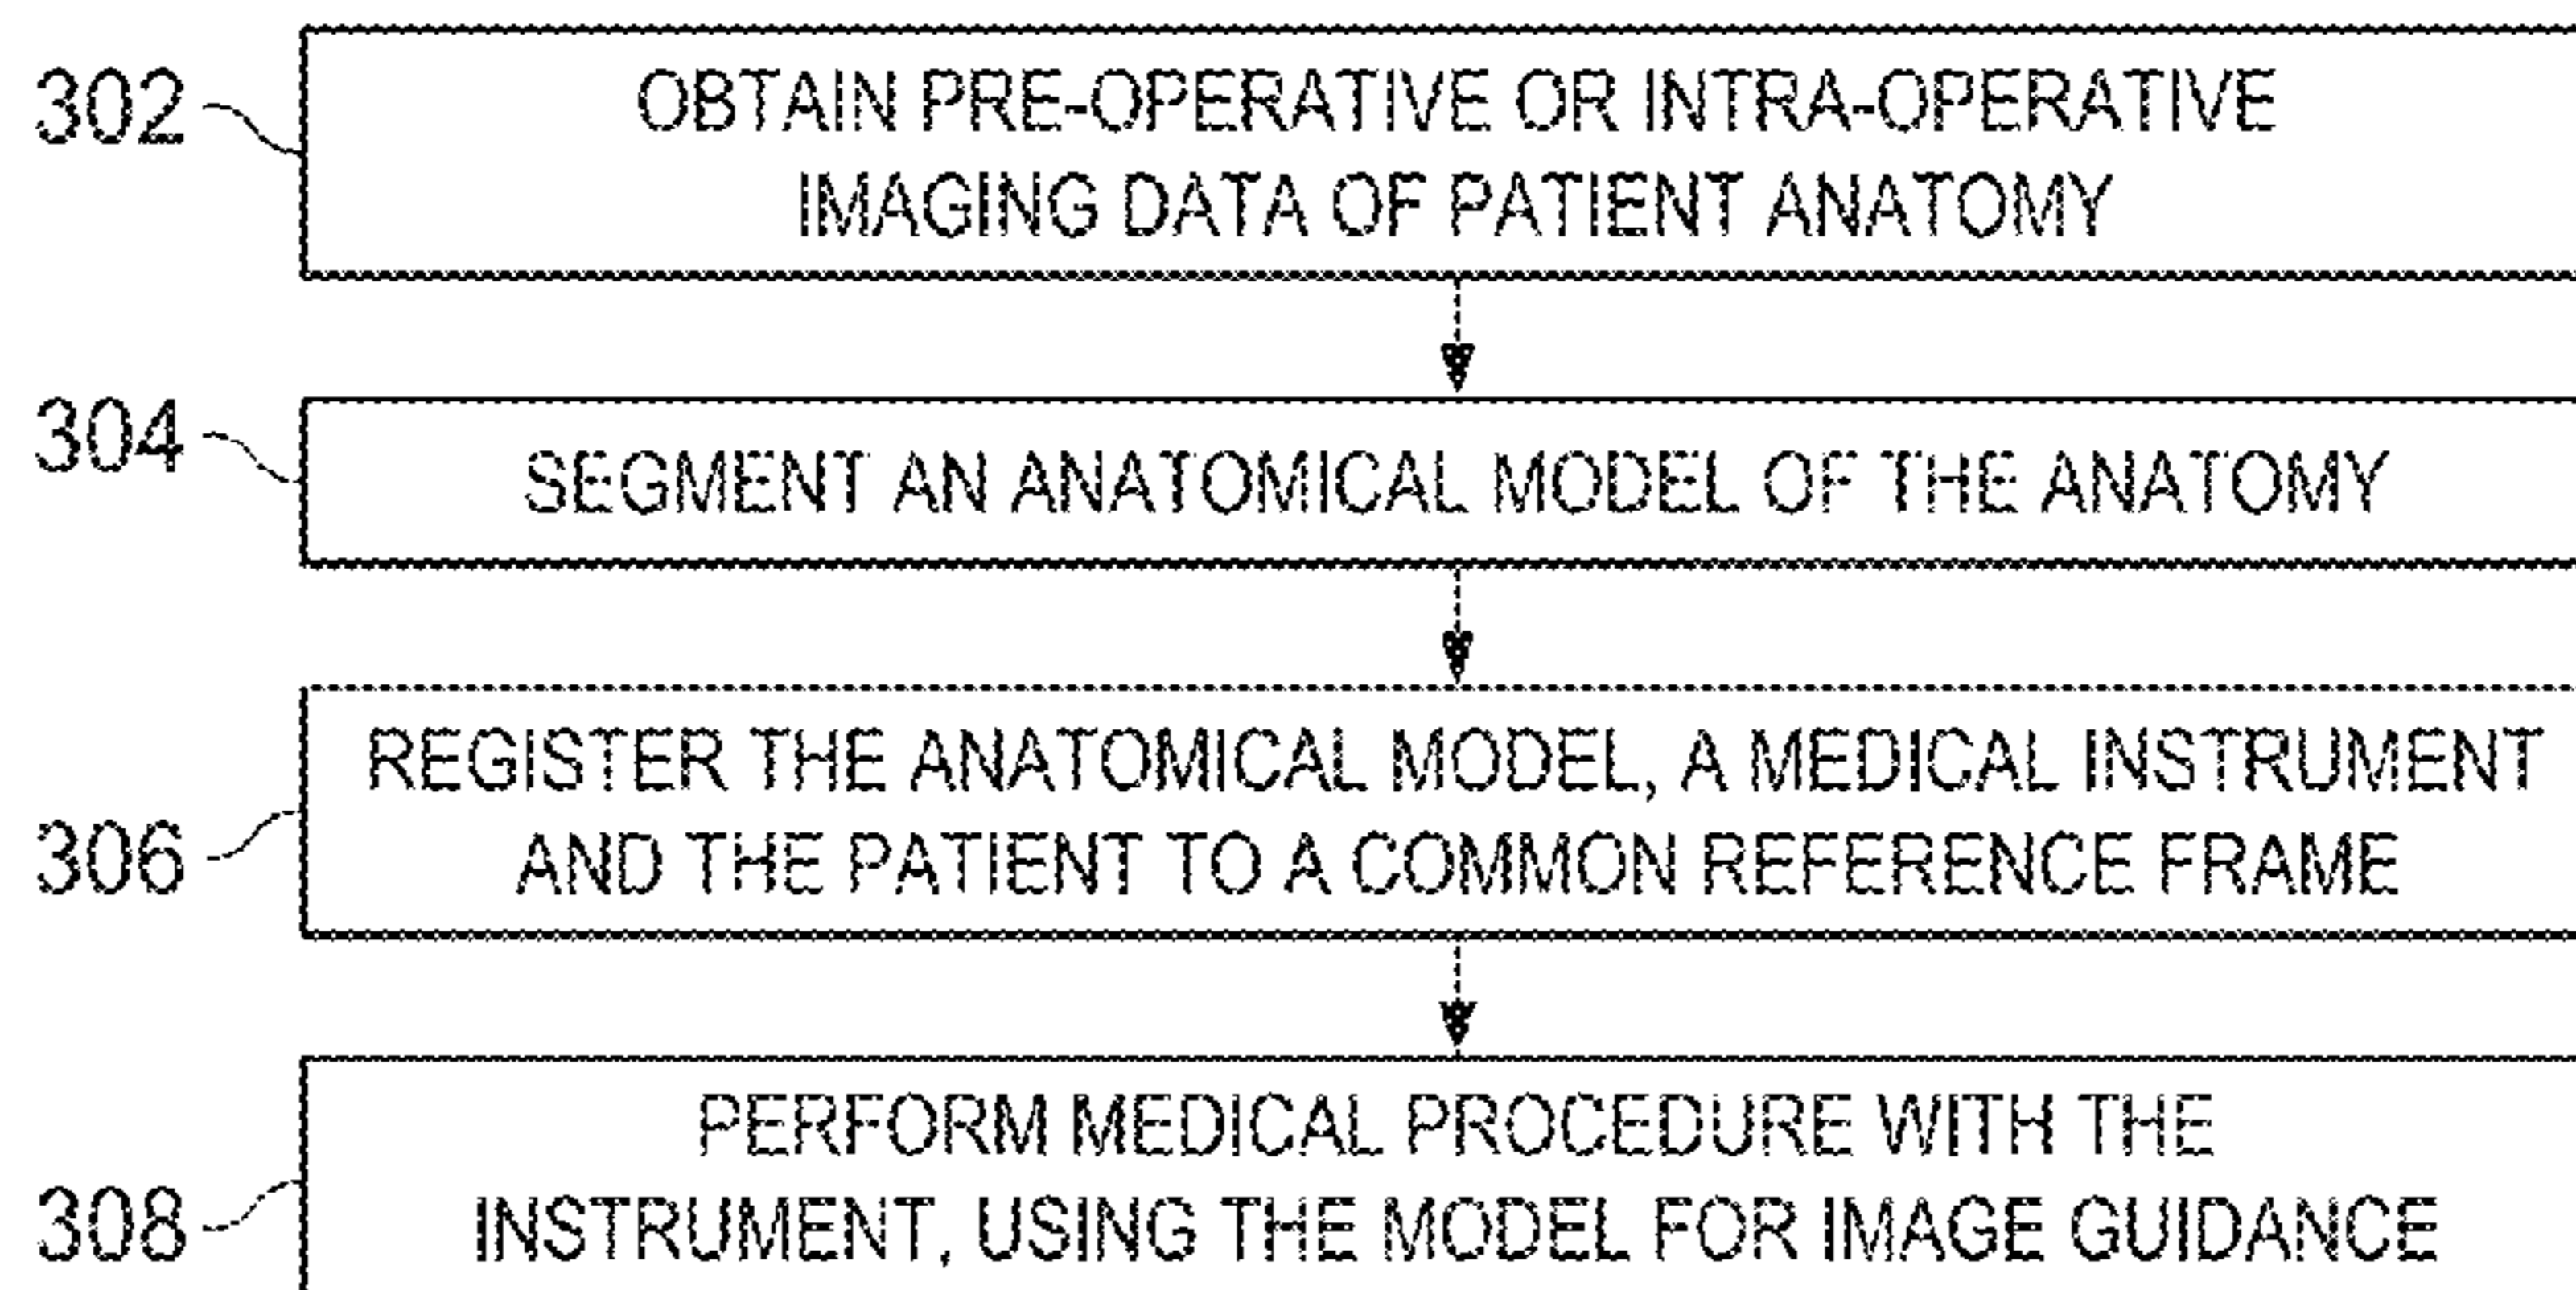 302
OBTAIN PRE-OPERATIVE OR INTRA-OPERATIVE
IMAGING DATA OF PATIENT ANATOMY
304
SEGMENT AN ANATOMICAL MODEL OF THE ANATOMY
306
REGISTER THE ANATOMICAL MODEL, A MEDICAL INSTRUMENT
AND THE PATIENT TO A COMMON REFERENCE FRAME
308
PERFORM MEDICAL PROCEDURE WITH THE
INSTRUMENT, USING THE MODEL FOR IMAGE GUIDANCE